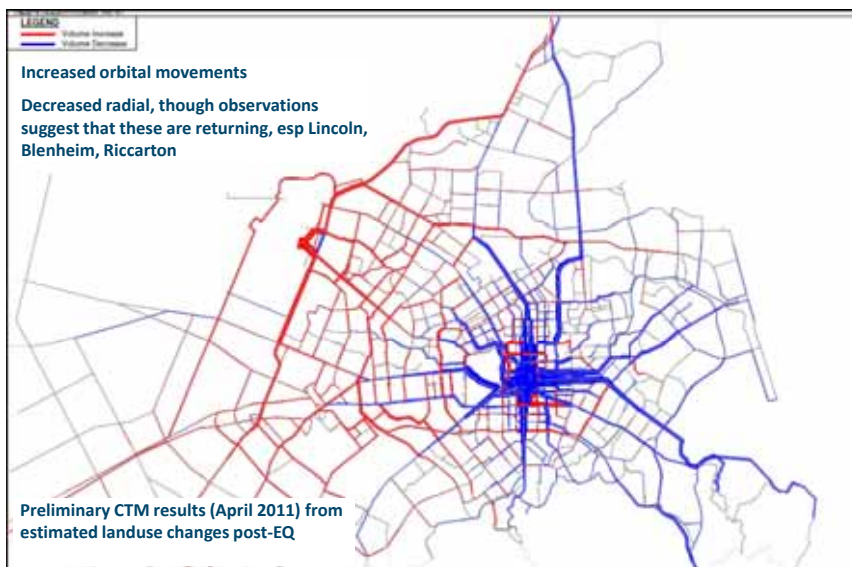 LEGEND
Volume Increase
Volume Decrease
Increased orbital movements
Decreased radial, though observations
suggest that these are returning, esp Lincoln,
Blenheim, Riccarton
Preliminary CTM results (April 2011) from
estimated landuse changes post-EQ